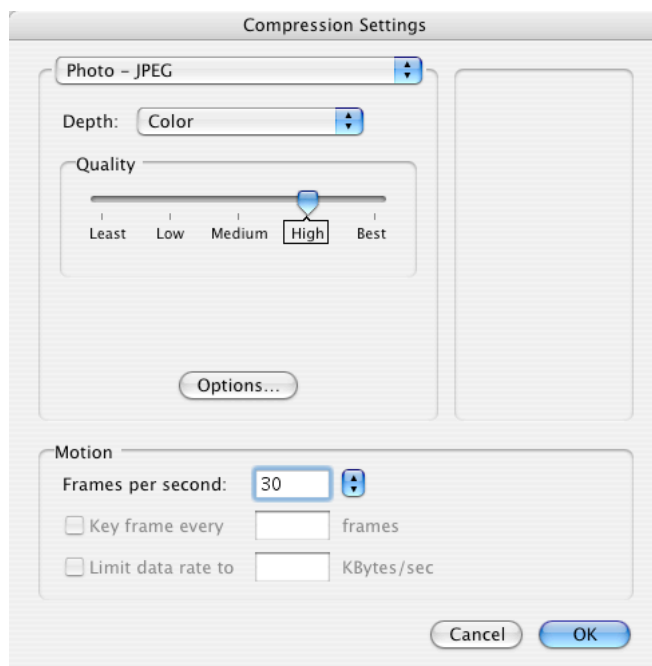 Compression Settings
Photo – JPEG
Depth: Color
Quality
Least Low Medium High Best
Options...
Motion
Frames per second: 30
Key frame every frames
Limit data rate to KBytes/sec
Cancel OK